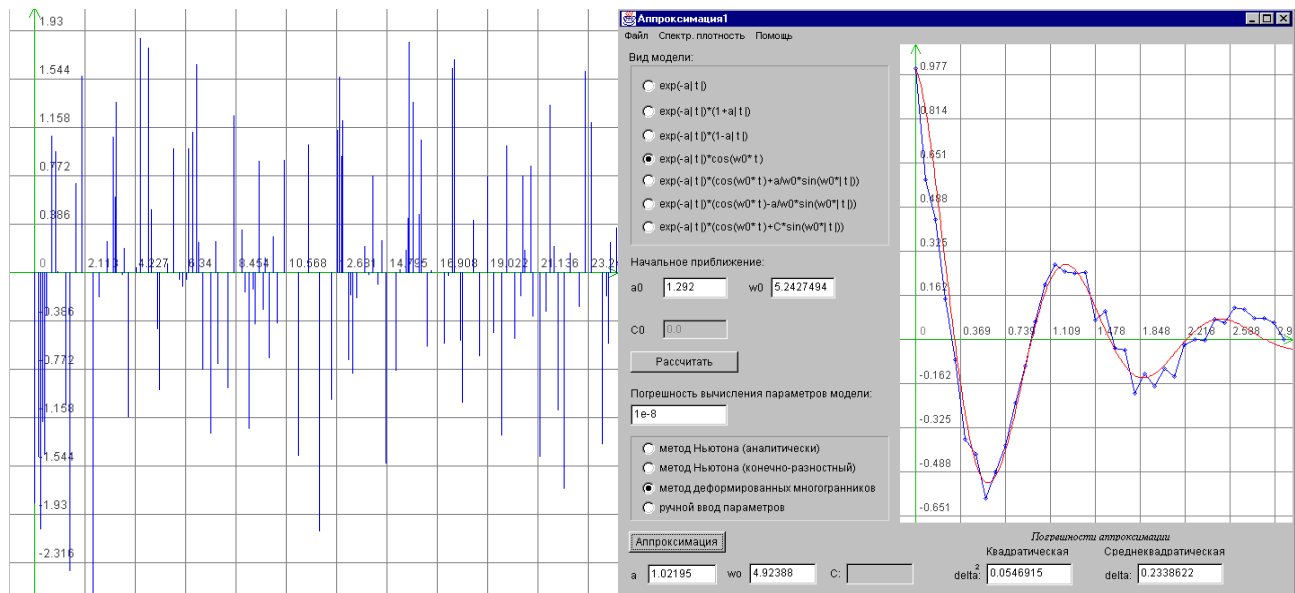 1.93
1.544
1.158
0.772
0.386
0 2.113 4.227 6.34 8.454 10.568 12.681 14.795 16.908 19.022 21.136 23.2
-0.386
-0.772
-1.158
-1.544
-1.93
-2.316
Аппроксимация1
Файл Спектр. плотность Помощь
Вид модели:
exp(-a| t |)
exp(-a| t |)*(1+a| t |)
exp(-a| t |)*(1-a| t |)
exp(-a| t |)*cos(w0* t )
exp(-a| t |)*(cos(w0* t )+a/w0*sin(w0*| t |))
exp(-a| t |)*(cos(w0* t )-a/w0*sin(w0*| t |))
exp(-a| t |)*(cos(w0* t )+C*sin(w0*| t |))
Начальное приближение:
a0 1.292 w0 5.2427494
C0 0.0
Рассчитать
Погрешность вычисления параметров модели:
1e-8
метод Ньютона (аналитически)
метод Ньютона (конечно-разностный)
метод деформированных многогранников
ручной ввод параметров
Аппроксимация
a 1.02195 w0 4.92388 C:
0.977
0.814
0.651
0.488
0.325
0.162
0 0.369 0.739 1.109 1.478 1.848 2.218 2.588 2.9
-0.162
-0.325
-0.488
-0.651
Погрешности аппроксимации
Квадратическая Среднеквадратическая
delta:2 0.0546915 delta: 0.2338622